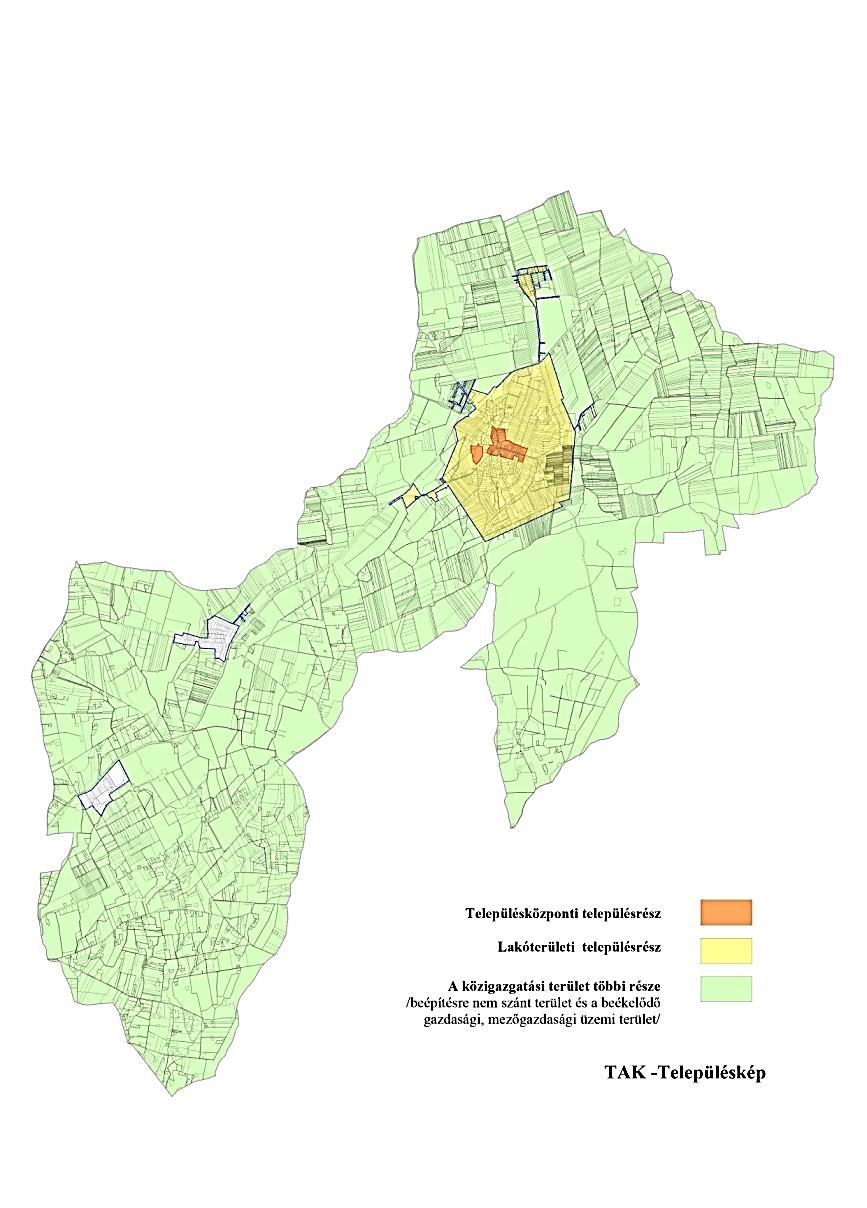 Településközponti településrész
Lakóterületi településrész
A közigazgatási terület többi része
/beépítésre nem szánt terület és a beékelődő
gazdasági, mezőgazdasági üzemi terület/
TAK -Településkép